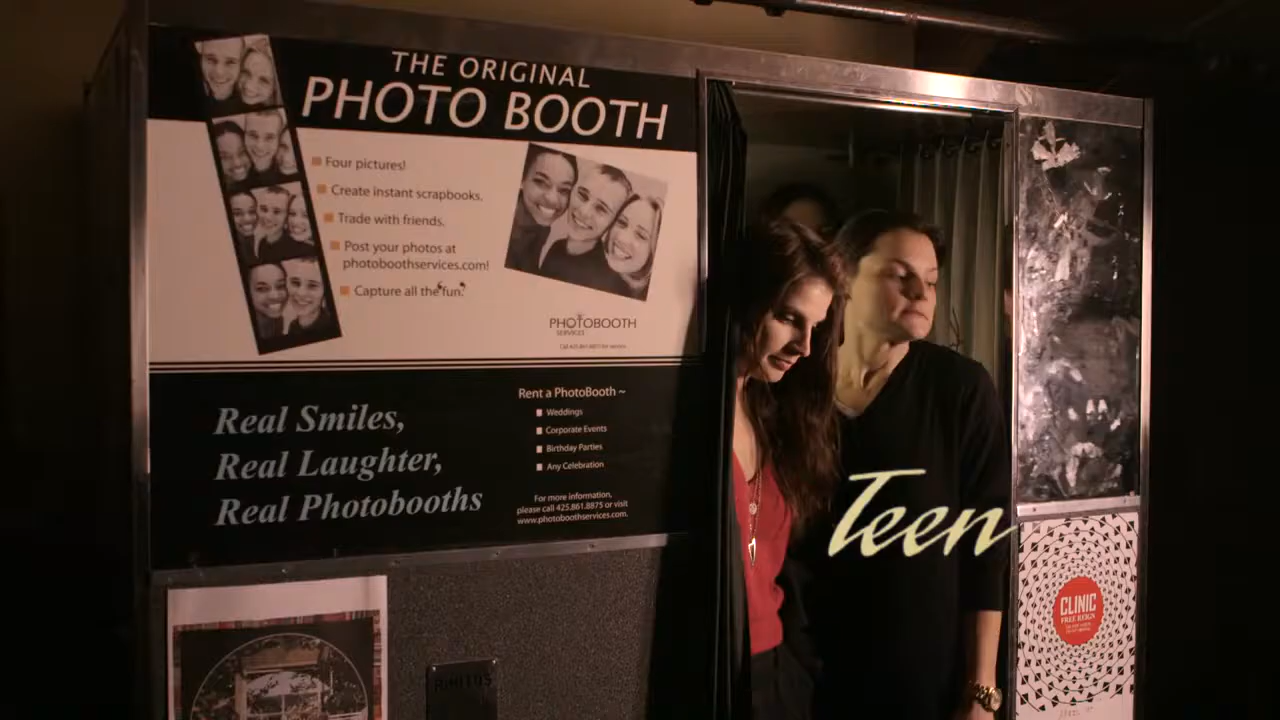 THE ORIGINAL
PHOTO BOOTH
Four pictures!
Create instant scrapbooks.
Trade with friends.
Post your photos at
photoboothservices.com!
Capture all the fun.
PHOTOBOOTH
SERVICES
Real Smiles,
Real Laughter,
Real Photobooths
Rent a PhotoBooth ~
Weddings
Corporate Events
Birthday Parties
Any Celebration
For more information,
please call 425.861.8875 or visit
www.photoboothservices.com.
Teen
CLINIC
FREE REIGN